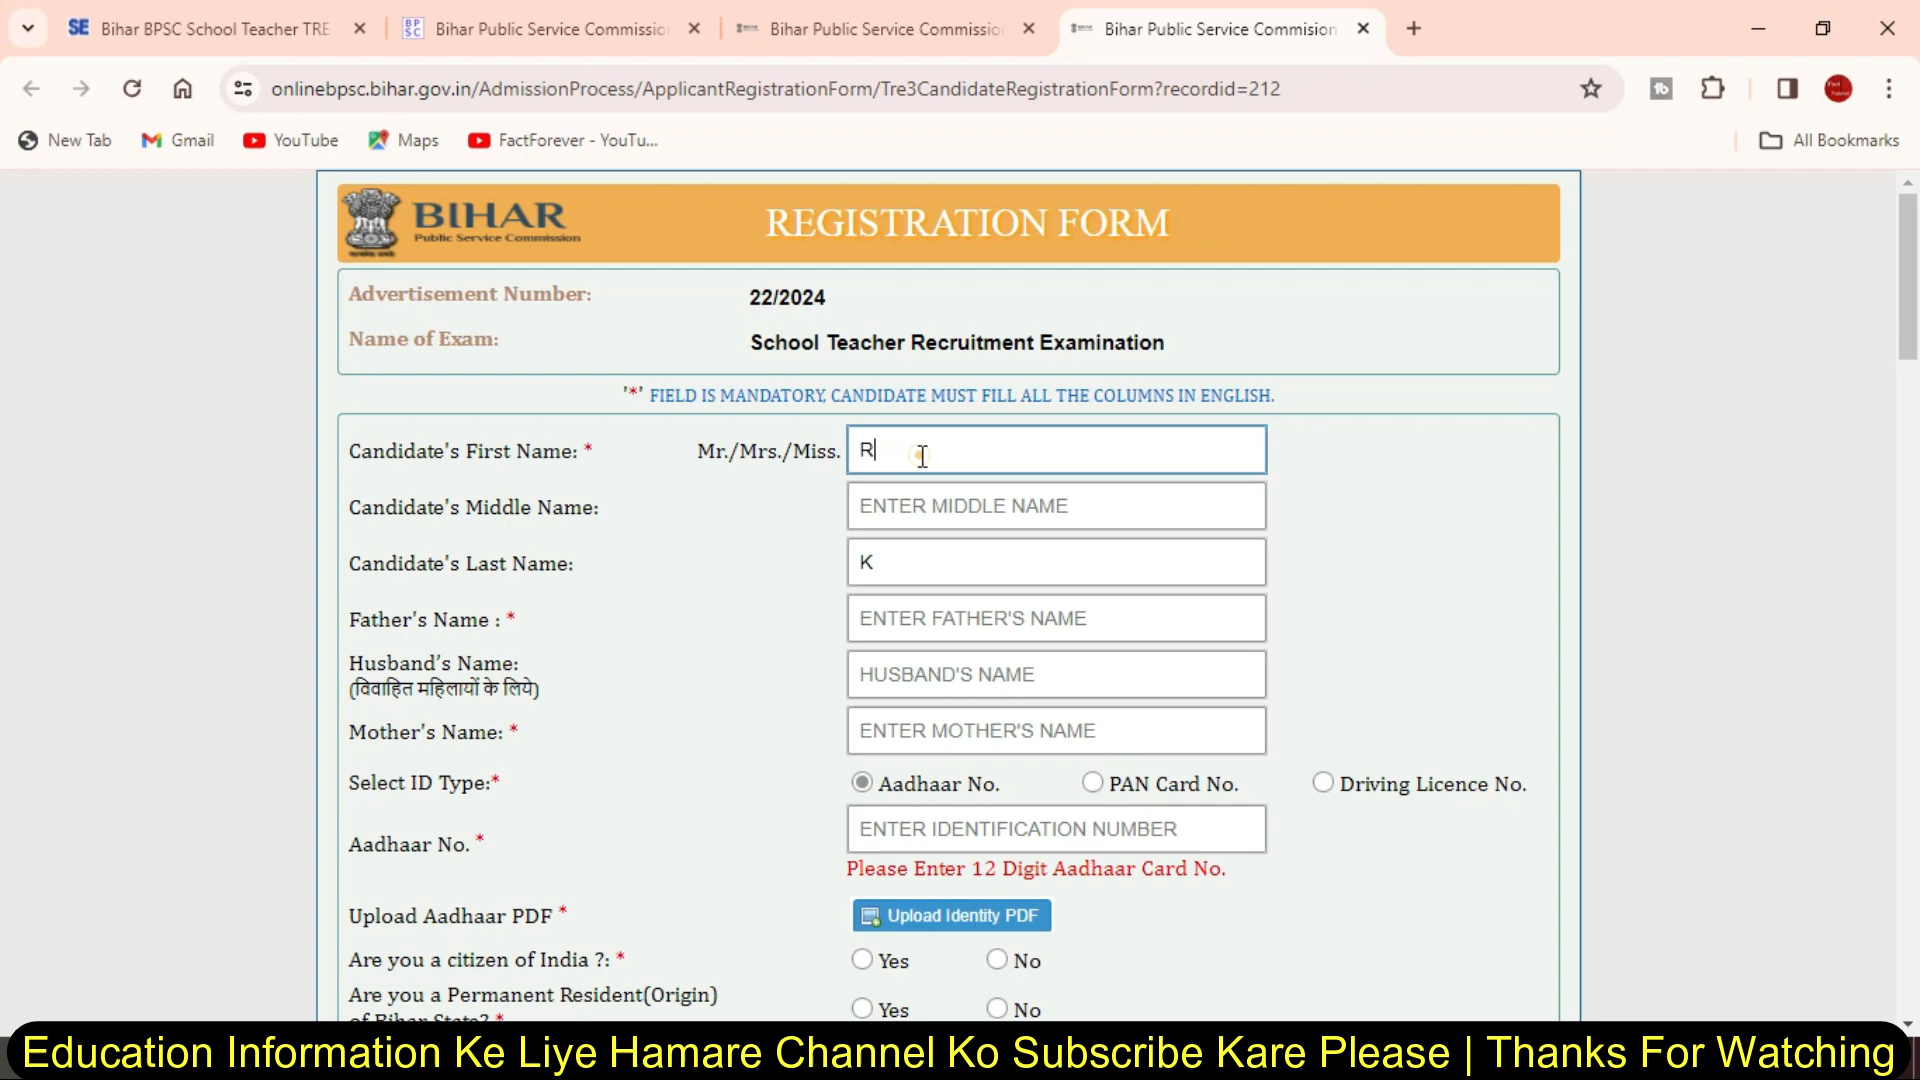 SE Bihar BPSC School Teacher TRE
BPSC Bihar Public Service Commissio
Bihar Public Service Commissio
Bihar Public Service Commision
onlinebpsc.bihar.gov.in/AdmissionProcess/ApplicantRegistrationForm/Tre3CandidateRegistrationForm?recordid=212
New Tab Gmail YouTube Maps FactForever - YouTu... All Bookmarks
BIHAR
Public Service Commission
REGISTRATION FORM
Advertisement Number: 22/2024
Name of Exam: School Teacher Recruitment Examination
'*' FIELD IS MANDATORY, CANDIDATE MUST FILL ALL THE COLUMNS IN ENGLISH.
Candidate's First Name: * Mr./Mrs./Miss. R
Candidate's Middle Name: ENTER MIDDLE NAME
Candidate's Last Name: K
Father's Name : * ENTER FATHER'S NAME
Husband's Name: HUSBAND'S NAME
(विवाहित महिलायों के लिये)
Mother's Name: * ENTER MOTHER'S NAME
Select ID Type:* Aadhaar No. PAN Card No. Driving Licence No.
Aadhaar No. * ENTER IDENTIFICATION NUMBER
Please Enter 12 Digit Aadhaar Card No.
Upload Aadhaar PDF * Upload Identity PDF
Are you a citizen of India ?: * Yes No
Are you a Permanent Resident(Origin) Yes No
of Bihar State? *
Education Information Ke Liye Hamare Channel Ko Subscribe Kare Please | Thanks For Watching